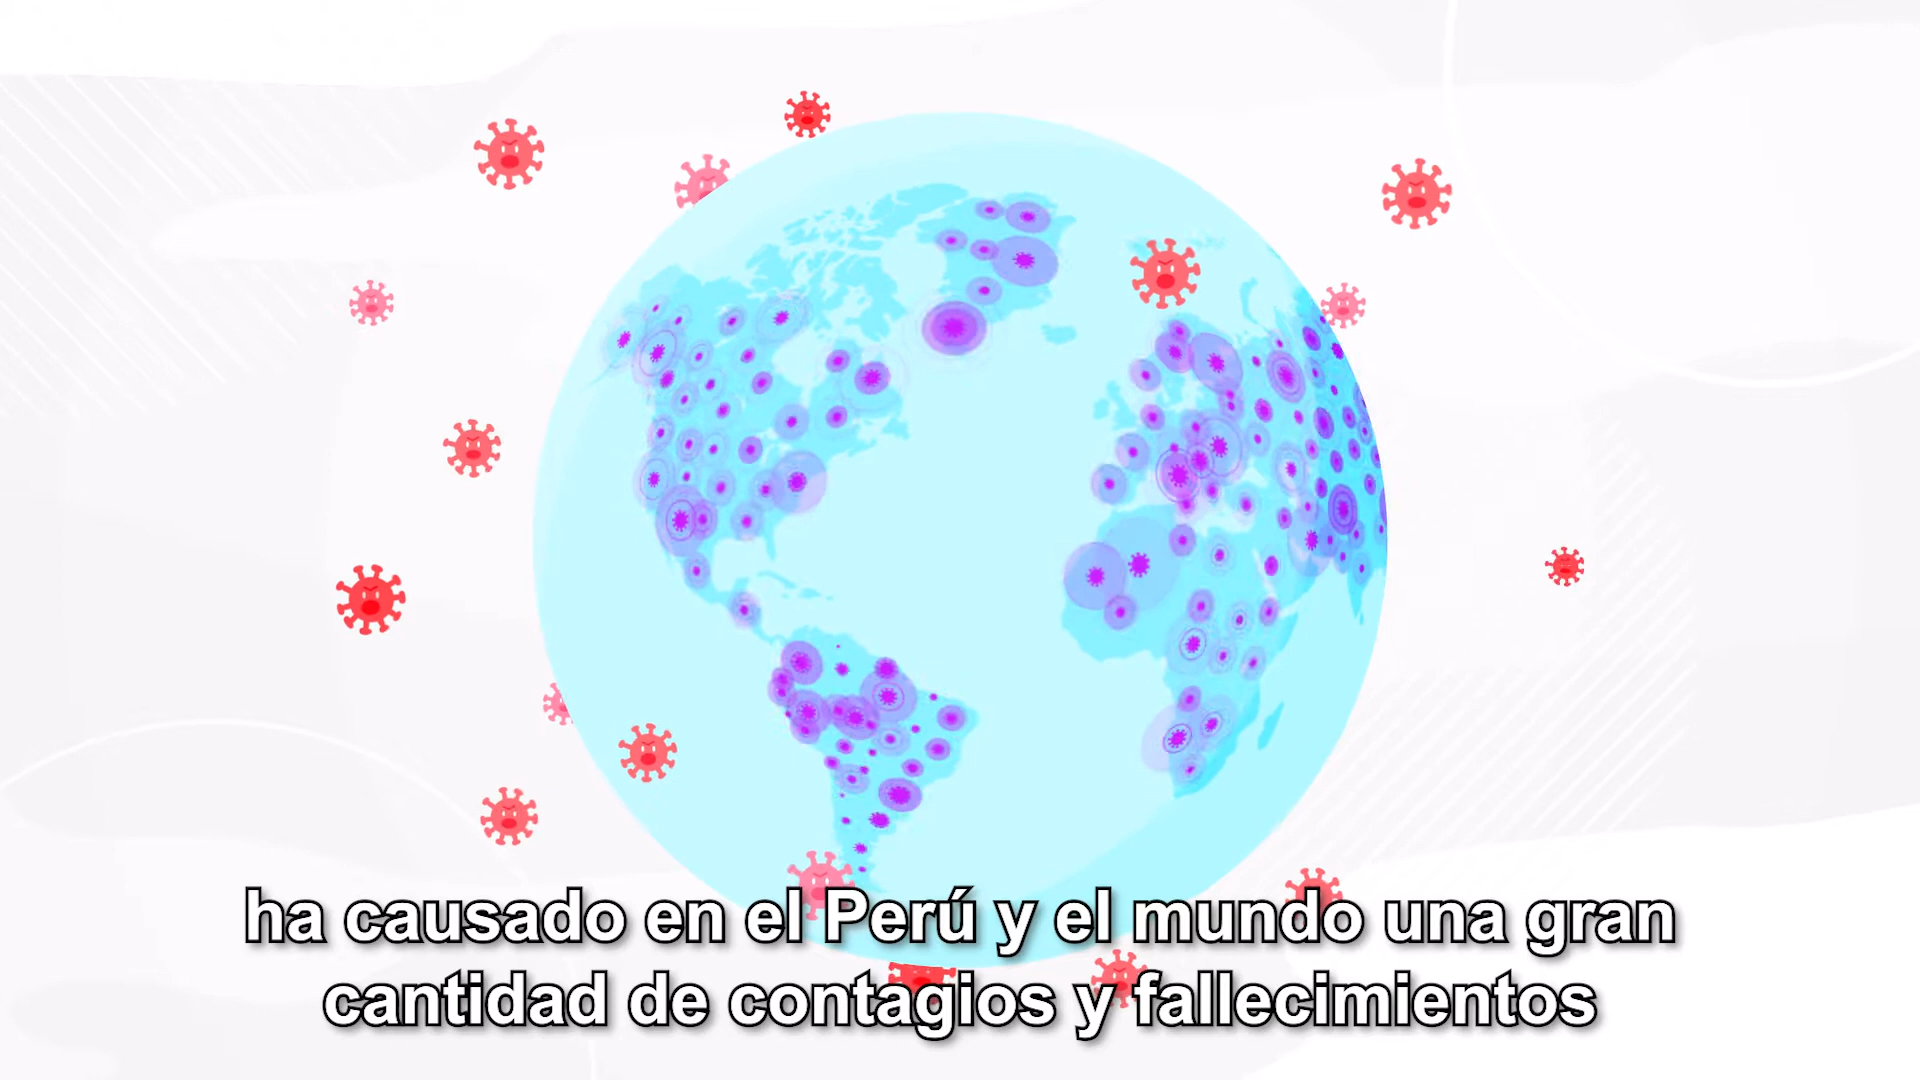 ha causado en el Perú y el mundo una gran
cantidad de contagios y fallecimientos